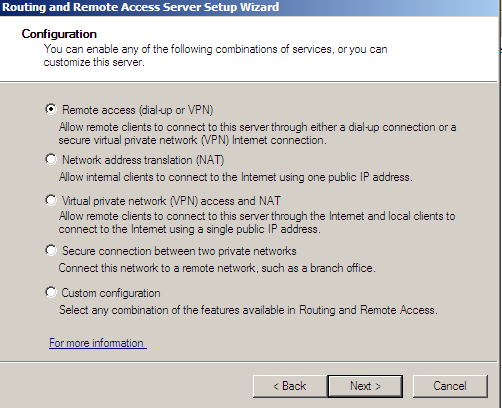 Routing and Remote Access Server Setup Wizard
Configuration
You can enable any of the following combinations of services, or you can
customize this server.
Remote access (dial-up or VPN)
Allow remote clients to connect to this server through either a dial-up connection or a
secure virtual private network (VPN) Internet connection.
Network address translation (NAT)
Allow internal clients to connect to the Internet using one public IP address.
Virtual private network (VPN) access and NAT
Allow remote clients to connect to this server through the Internet and local clients to
connect to the Internet using a single public IP address.
Secure connection between two private networks
Connect this network to a remote network, such as a branch office.
Custom configuration
Select any combination of the features available in Routing and Remote Access.
For more information
< Back
Next >
Cancel